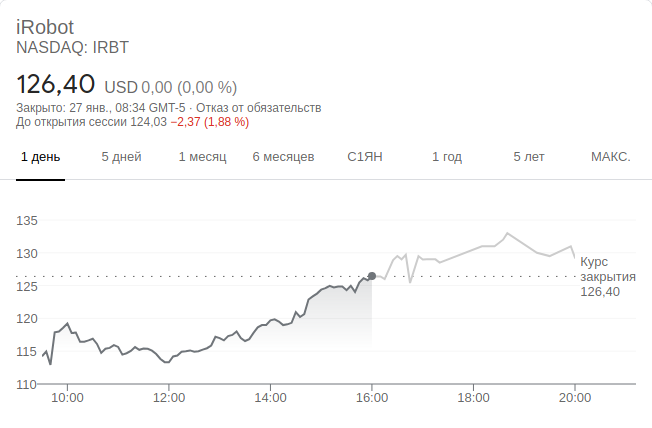 iRobot
NASDAQ: IRBT
126,40 USD 0,00 (0,00 %)
Закрыто: 27 янв., 08:34 GMT-5 · Отказ от обязательств
До открытия сессии 124,03 −2,37 (1,88 %)
1 день 5 дней 1 месяц 6 месяцев С1ЯН 1 год 5 лет МАКС.
135
130
125
120
115
110
Курс
закрытия
126,40
10:00 12:00 14:00 16:00 18:00 20:00